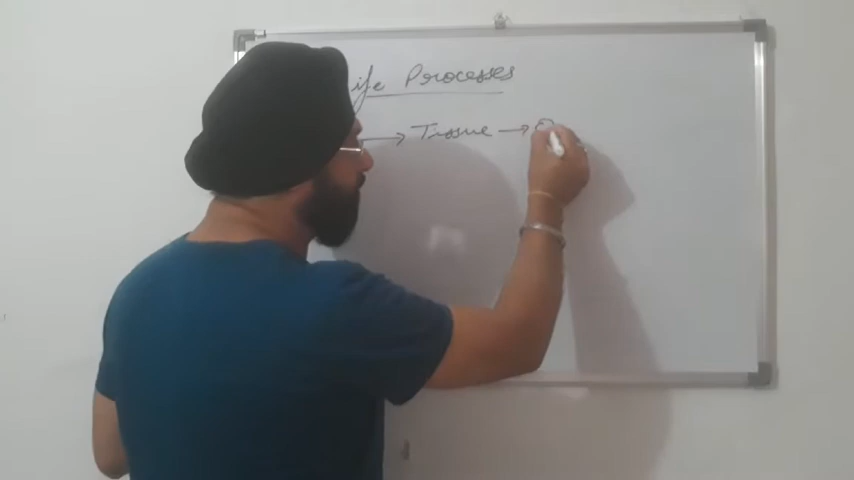 ife Processes
→ Tissue → O